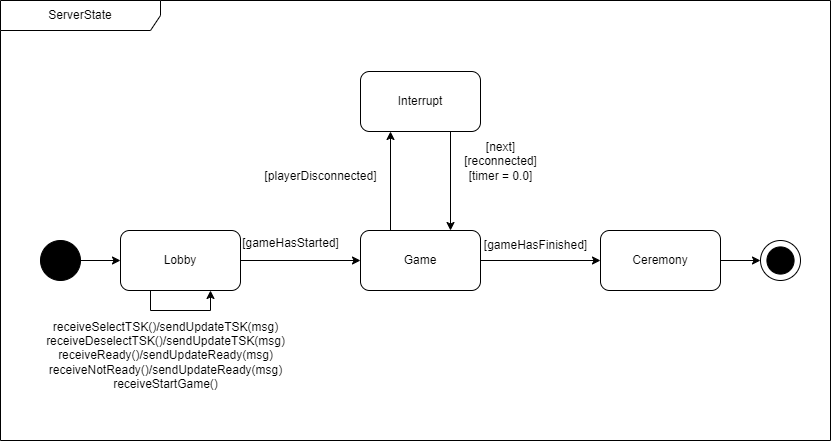 ServerState
Interrupt
[playerDisconnected]
[next]
[reconnected]
[timer = 0.0]
Lobby
[gameHasStarted]
Game
[gameHasFinished]
Ceremony
receiveSelectTSK()/sendUpdateTSK(msg)
receiveDeselectTSK()/sendUpdateTSK(msg)
receiveReady()/sendUpdateReady(msg)
receiveNotReady()/sendUpdateReady(msg)
receiveStartGame()